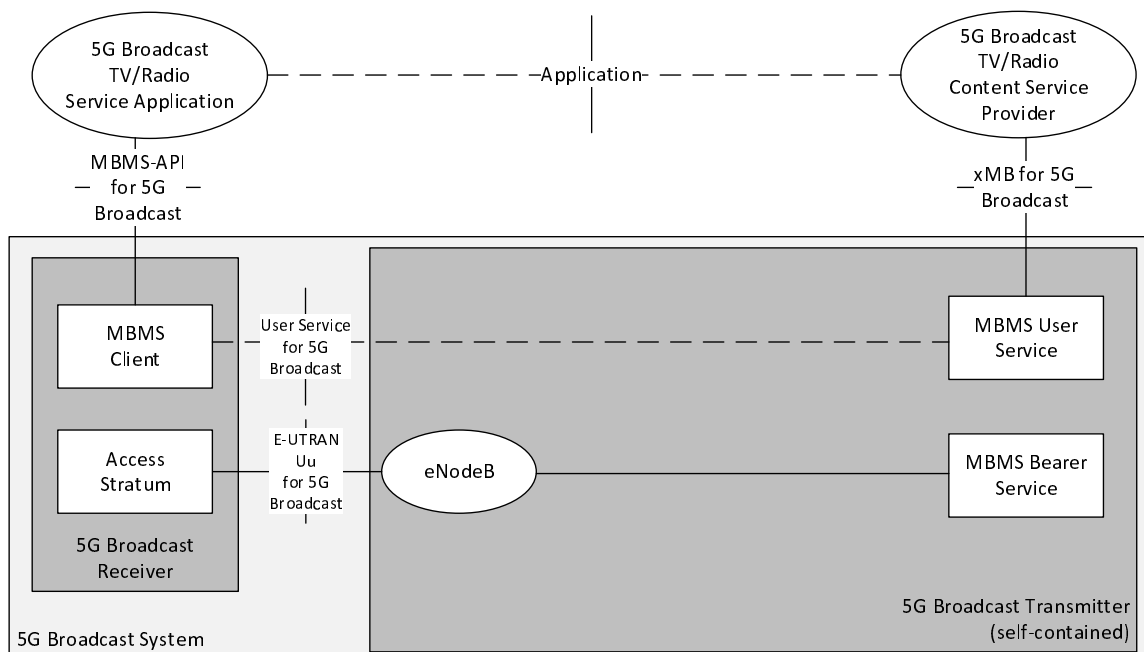 5G Broadcast
TV/Radio
Service Application
Application
5G Broadcast
TV/Radio
Content Service
Provider
MBMS-API
for 5G
Broadcast
xMB for 5G
Broadcast
MBMS
Client
User Service
for 5G
Broadcast
MBMS User
Service
Access
Stratum
E-UTRAN
Uu
for 5G
Broadcast
eNodeB
MBMS Bearer
Service
5G Broadcast
Receiver
5G Broadcast System
5G Broadcast Transmitter
(self-contained)